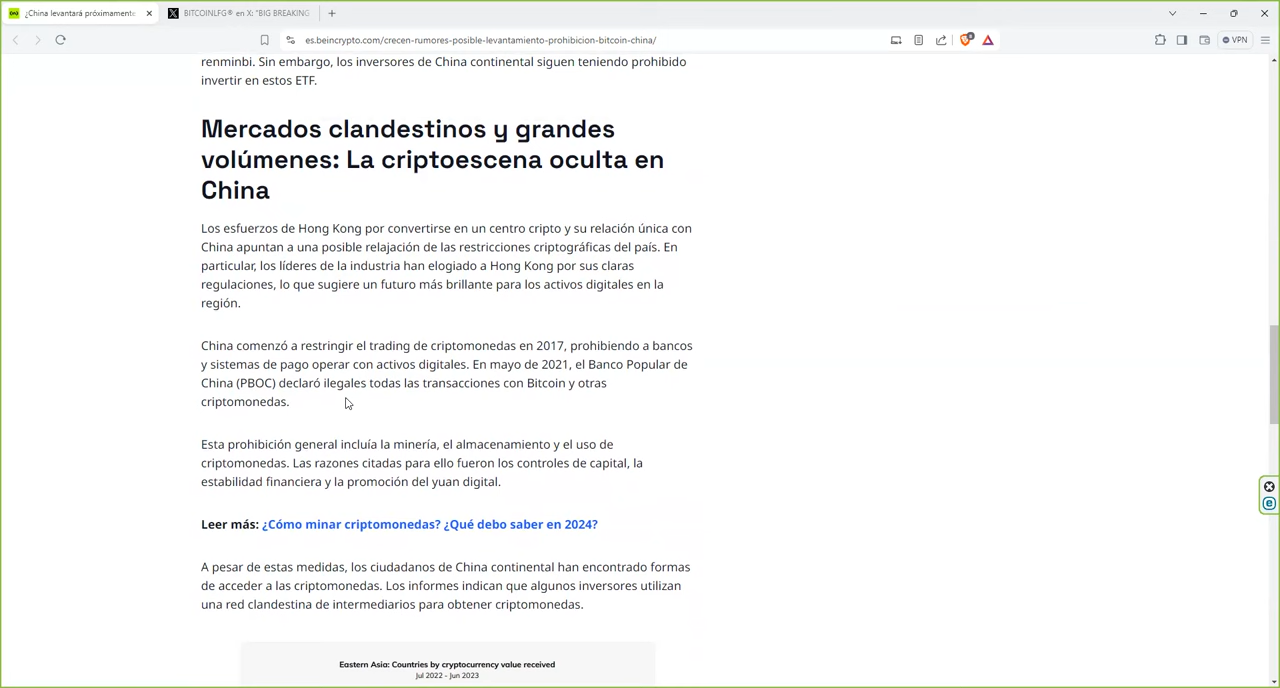 ¿China levantará próximamente
BITCOINLFG® en X: "BIG BREAKING
es.beincrypto.com/crecen-rumores-posible-levantamiento-prohibicion-bitcoin-china/
VPN
renminbi. Sin embargo, los inversores de China continental siguen teniendo prohibido
invertir en estos ETF.
Mercados clandestinos y grandes
volúmenes: La criptoescena oculta en
China
Los esfuerzos de Hong Kong por convertirse en un centro cripto y su relación única con
China apuntan a una posible relajación de las restricciones criptográficas del país. En
particular, los líderes de la industria han elogiado a Hong Kong por sus claras
regulaciones, lo que sugiere un futuro más brillante para los activos digitales en la
región.
China comenzó a restringir el trading de criptomonedas en 2017, prohibiendo a bancos
y sistemas de pago operar con activos digitales. En mayo de 2021, el Banco Popular de
China (PBOC) declaró ilegales todas las transacciones con Bitcoin y otras
criptomonedas.
Esta prohibición general incluía la minería, el almacenamiento y el uso de
criptomonedas. Las razones citadas para ello fueron los controles de capital, la
estabilidad financiera y la promoción del yuan digital.
Leer más: ¿Cómo minar criptomonedas? ¿Qué debo saber en 2024?
A pesar de estas medidas, los ciudadanos de China continental han encontrado formas
de acceder a las criptomonedas. Los informes indican que algunos inversores utilizan
una red clandestina de intermediarios para obtener criptomonedas.
Eastern Asia: Countries by cryptocurrency value received
Jul 2022 - Jun 2023